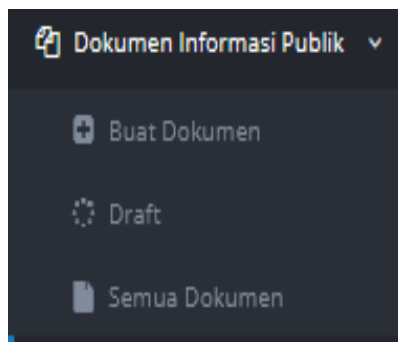 Dokumen Informasi Publik
Buat Dokumen
Draft
Semua Dokumen